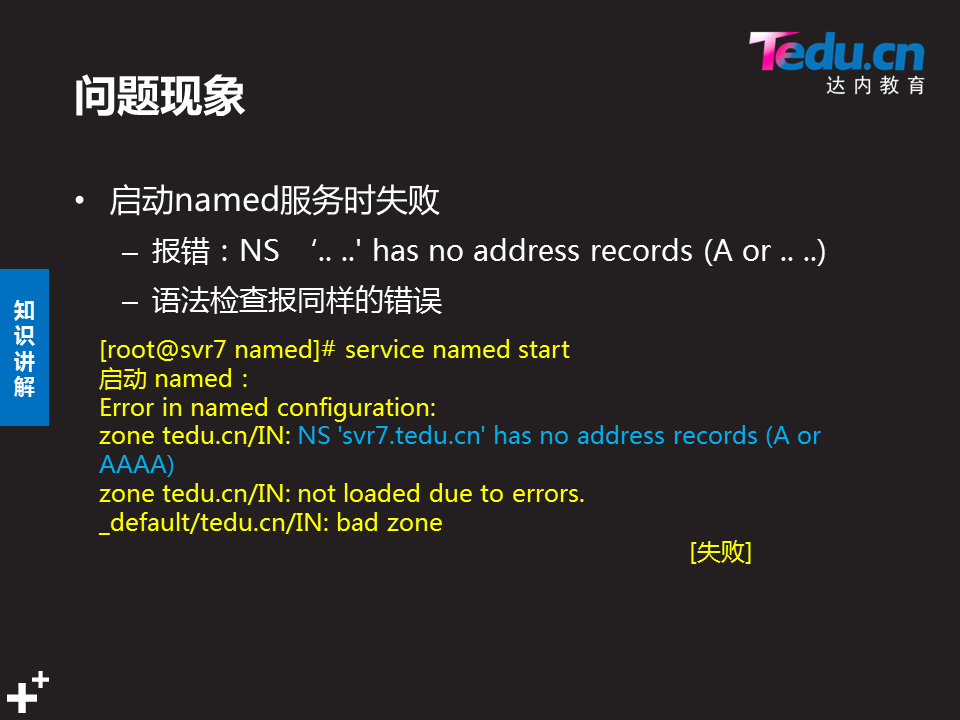 Tedu.cn
达内教育
问题现象
• 启动named服务时失败
– 报错：NS ‘.. ..' has no address records (A or .. ..)
– 语法检查报同样的错误
知识讲解
[root@svr7 named]# service named start
启动 named：
Error in named configuration:
zone tedu.cn/IN: NS 'svr7.tedu.cn' has no address records (A or
AAAA)
zone tedu.cn/IN: not loaded due to errors.
_default/tedu.cn/IN: bad zone
[失败]